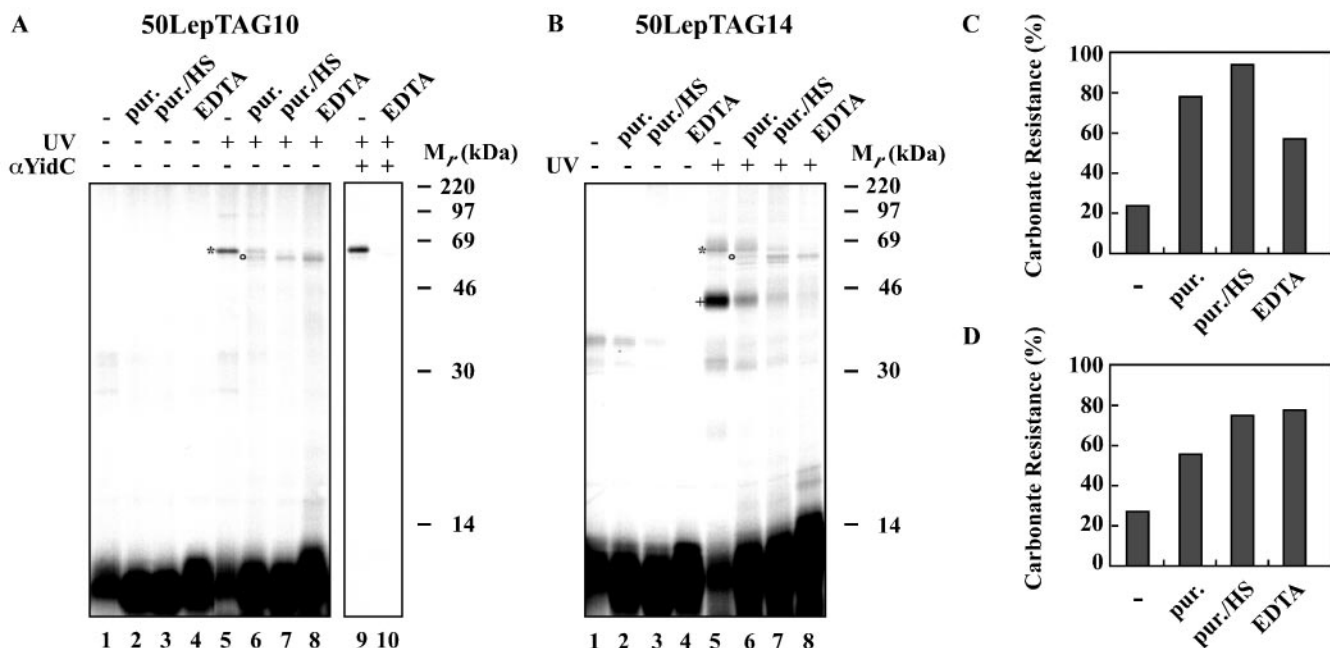 A 50LepTAG10
- pur. pur./HS EDTA - pur. pur./HS EDTA - EDTA
UV - - - - + + + + + +
αYidC - - - - - - - - + +
Mr (kDa)
220
97
69
46
30
14
*
°
1 2 3 4 5 6 7 8 9 10
B 50LepTAG14
- pur. pur./HS EDTA - pur. pur./HS EDTA
UV - - - - + + + +
Mr (kDa)
220
97
69
46
30
14
*
°
+
1 2 3 4 5 6 7 8
C
Carbonate Resistance (%)
100
80
60
40
20
0
- pur. pur./HS EDTA
D
Carbonate Resistance (%)
100
80
60
40
20
0
- pur. pur./HS EDTA